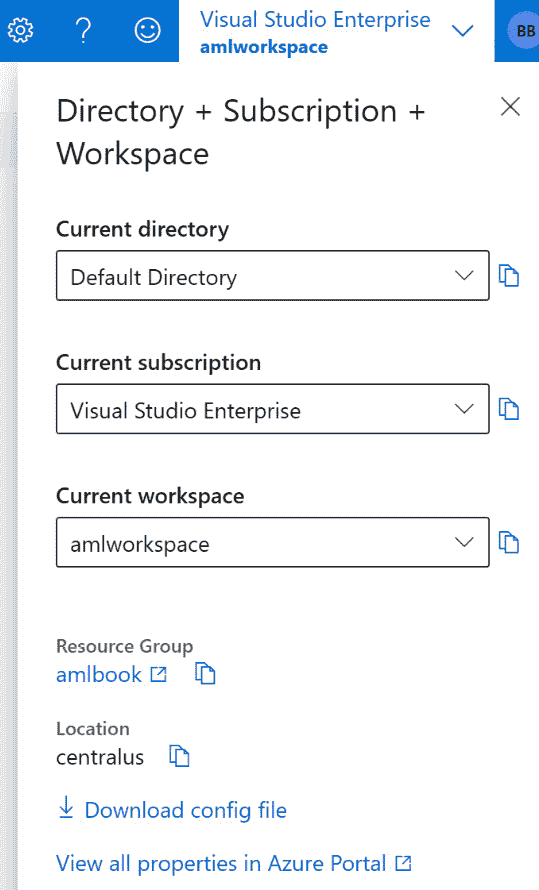 Visual Studio Enterprise
amlworkspace
BB
Directory + Subscription +
Workspace
Current directory
Default Directory
Current subscription
Visual Studio Enterprise
Current workspace
amlworkspace
Resource Group
amlbook
Location
centralus
Download config file
View all properties in Azure Portal